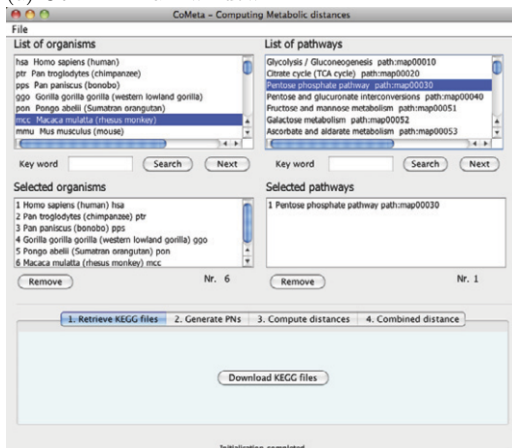 CoMeta - Computing Metabolic distances
File
List of organisms
hsa Homo sapiens (human)
ptr Pan troglodytes (chimpanzee)
pps Pan paniscus (bonobo)
ggo Gorilla gorilla gorilla (western lowland gorilla)
pon Pongo abelii (Sumatran orangutan)
mcc Macaca mulatta (rhesus monkey)
mmu Mus musculus (mouse)
List of pathways
Glycolysis / Gluconeogenesis path:map00010
Citrate cycle (TCA cycle) path:map00020
Pentose phosphate pathway path:map00030
Pentose and glucuronate interconversions path:map00040
Fructose and mannose metabolism path:map00051
Galactose metabolism path:map00052
Ascorbate and aldarate metabolism path:map00053
Key word Search Next
Key word Search Next
Selected organisms
1 Homo sapiens (human) hsa
2 Pan troglodytes (chimpanzee) ptr
3 Pan paniscus (bonobo) pps
4 Gorilla gorilla gorilla (western lowland gorilla) ggo
5 Pongo abelii (Sumatran orangutan) pon
6 Macaca mulatta (rhesus monkey) mcc
Remove Nr. 6
Selected pathways
1 Pentose phosphate pathway path:map00030
Remove Nr. 1
1. Retrieve KEGG files 2. Generate PNs 3. Compute distances 4. Combined distance
Download KEGG files